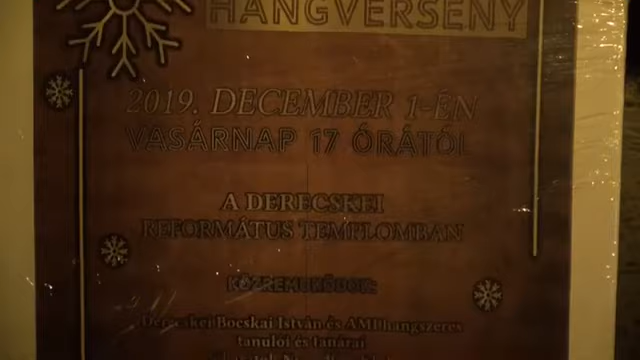 HANGVERSENY
2019. DECEMBER 1-ÉN
VASÁRNAP 17 ÓRÁTÓL
A DERECSKEI
REFORMÁTUS TEMPLOMBAN
KÖZREMŰKÖDŐK:
Derecskei Bocskai István és AMI hangszeres
tanulói és tanárai